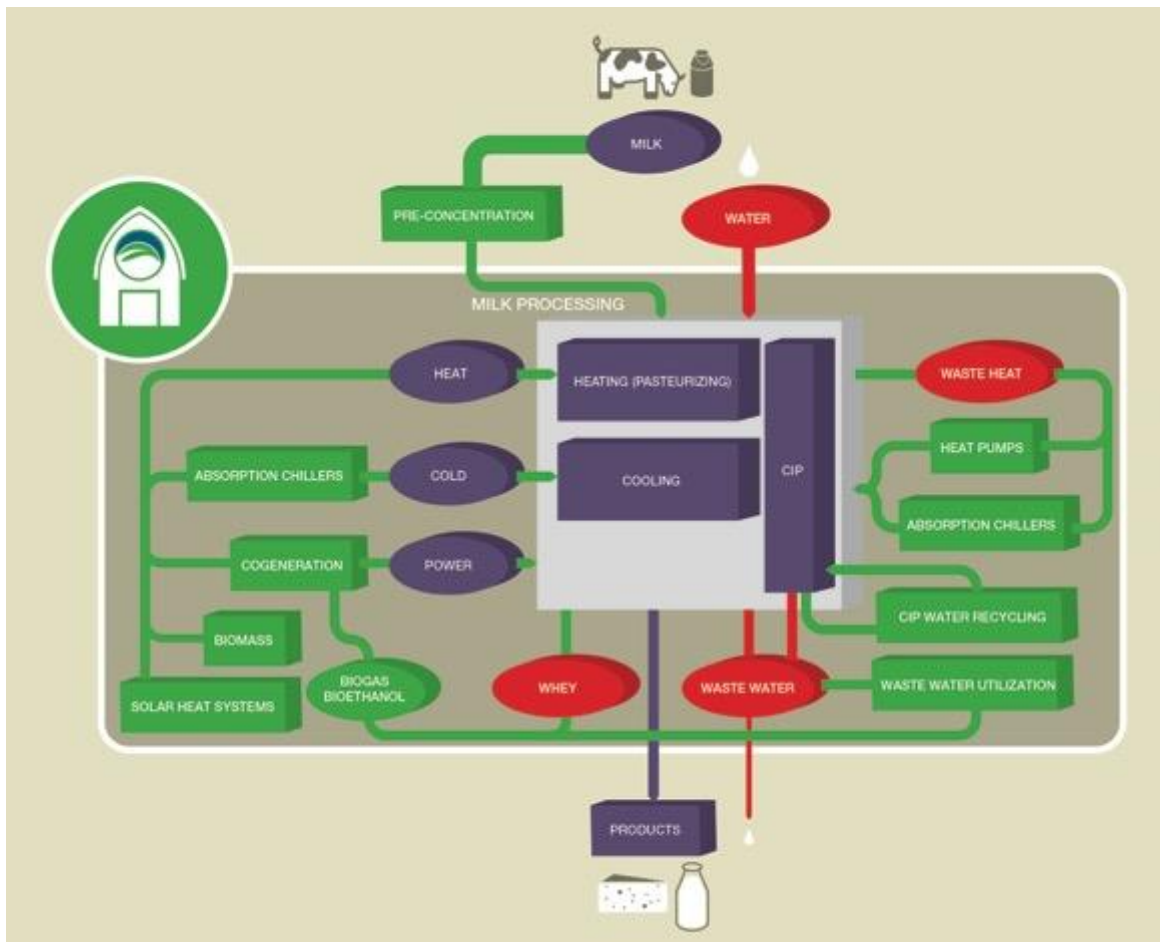 MILK
PRE-CONCENTRATION
WATER
MILK PROCESSING
HEAT
HEATING (PASTEURIZING)
CIP
WASTE HEAT
HEAT PUMPS
ABSORPTION CHILLERS
COLD
COOLING
ABSORPTION CHILLERS
COGENERATION
POWER
CIP WATER RECYCLING
BIOMASS
BIOGAS
BIOETHANOL
WHEY
WASTE WATER
WASTE WATER UTILIZATION
SOLAR HEAT SYSTEMS
PRODUCTS